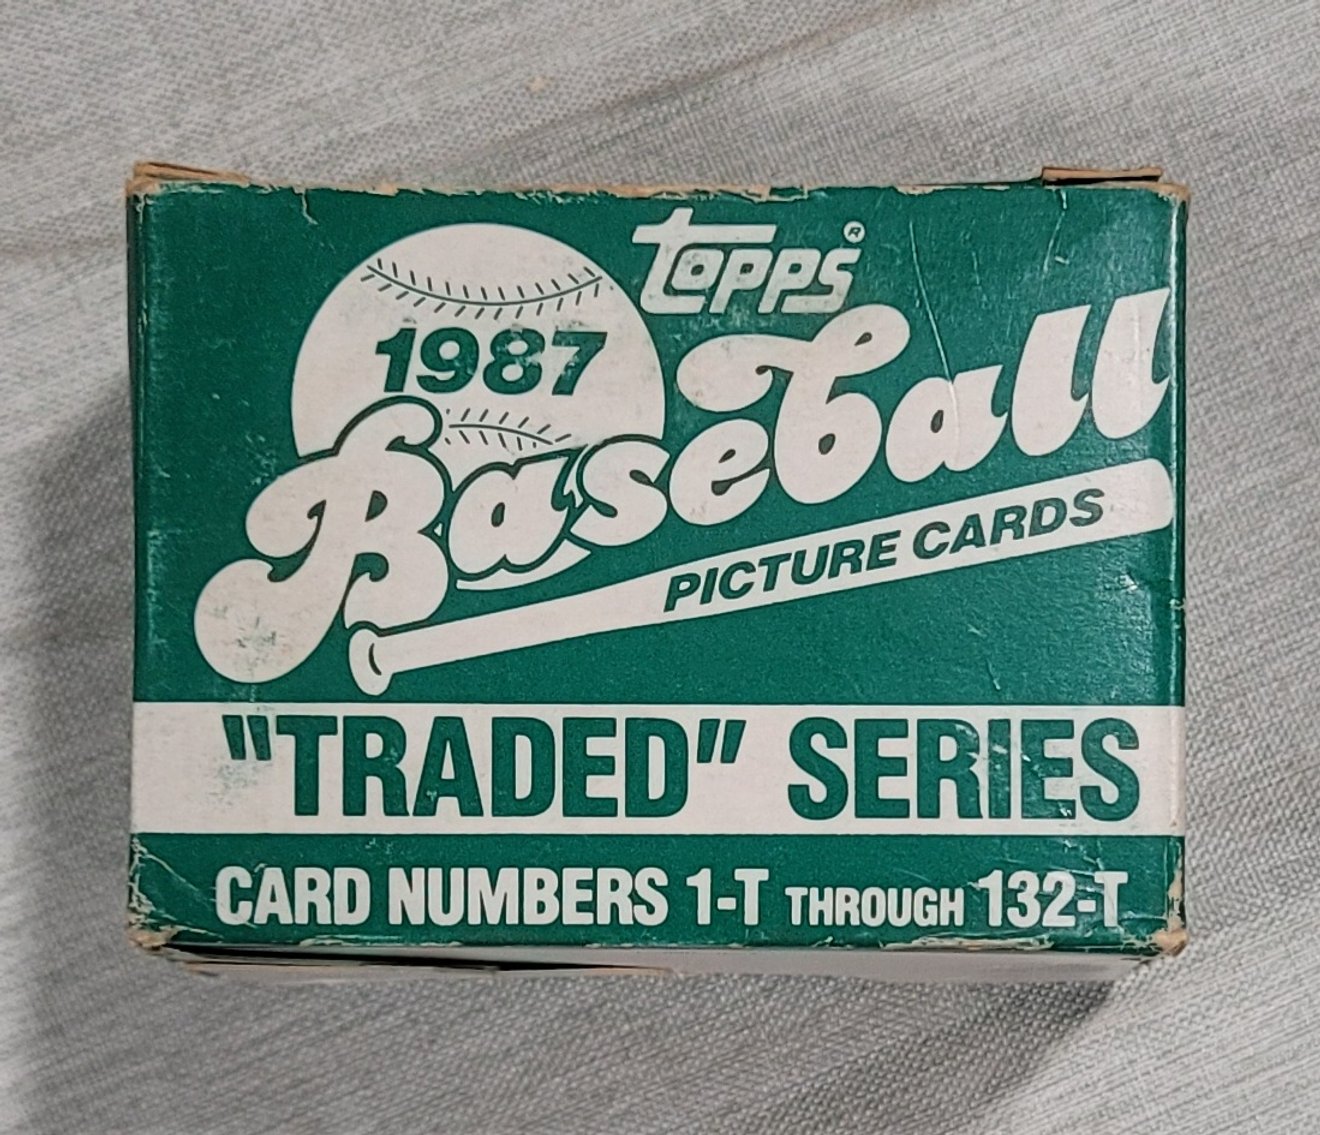 topps®
1987
Baseball
PICTURE CARDS
"TRADED" SERIES
CARD NUMBERS 1-T THROUGH 132-T